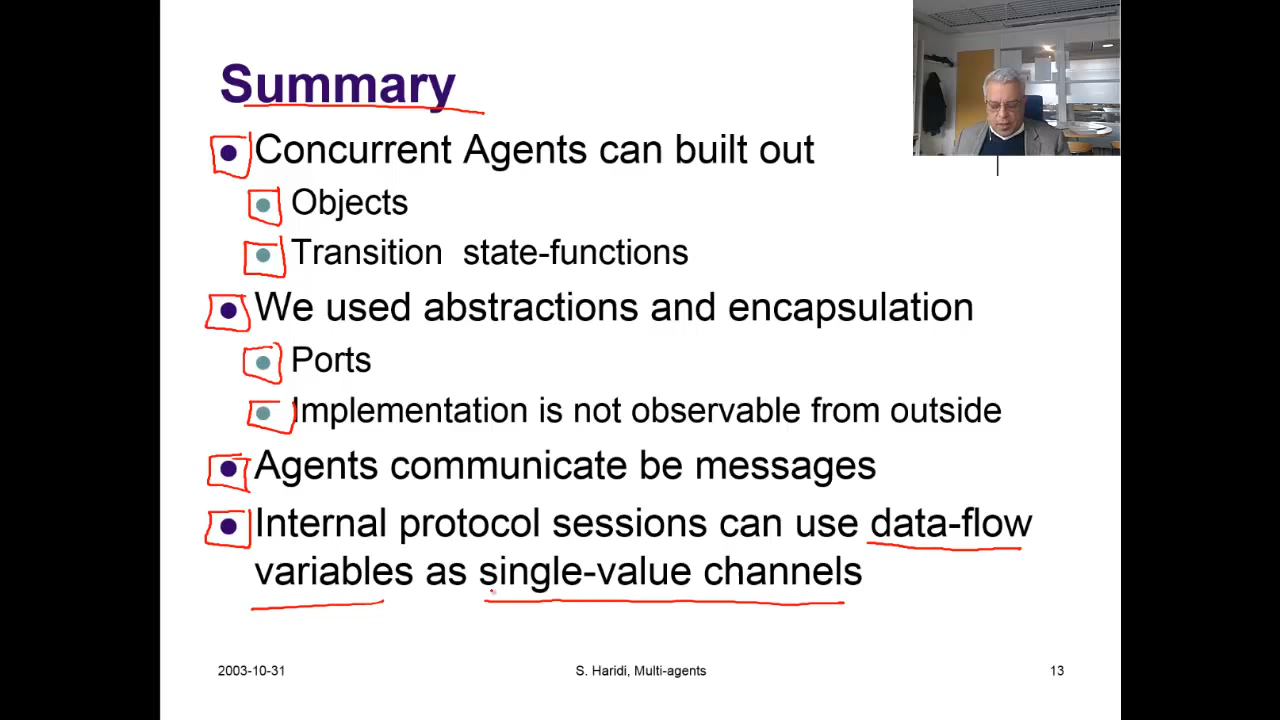 Summary
Concurrent Agents can built out
Objects
Transition state-functions
We used abstractions and encapsulation
Ports
Implementation is not observable from outside
Agents communicate be messages
Internal protocol sessions can use data-flow
variables as single-value channels
2003-10-31 S. Haridi, Multi-agents 13